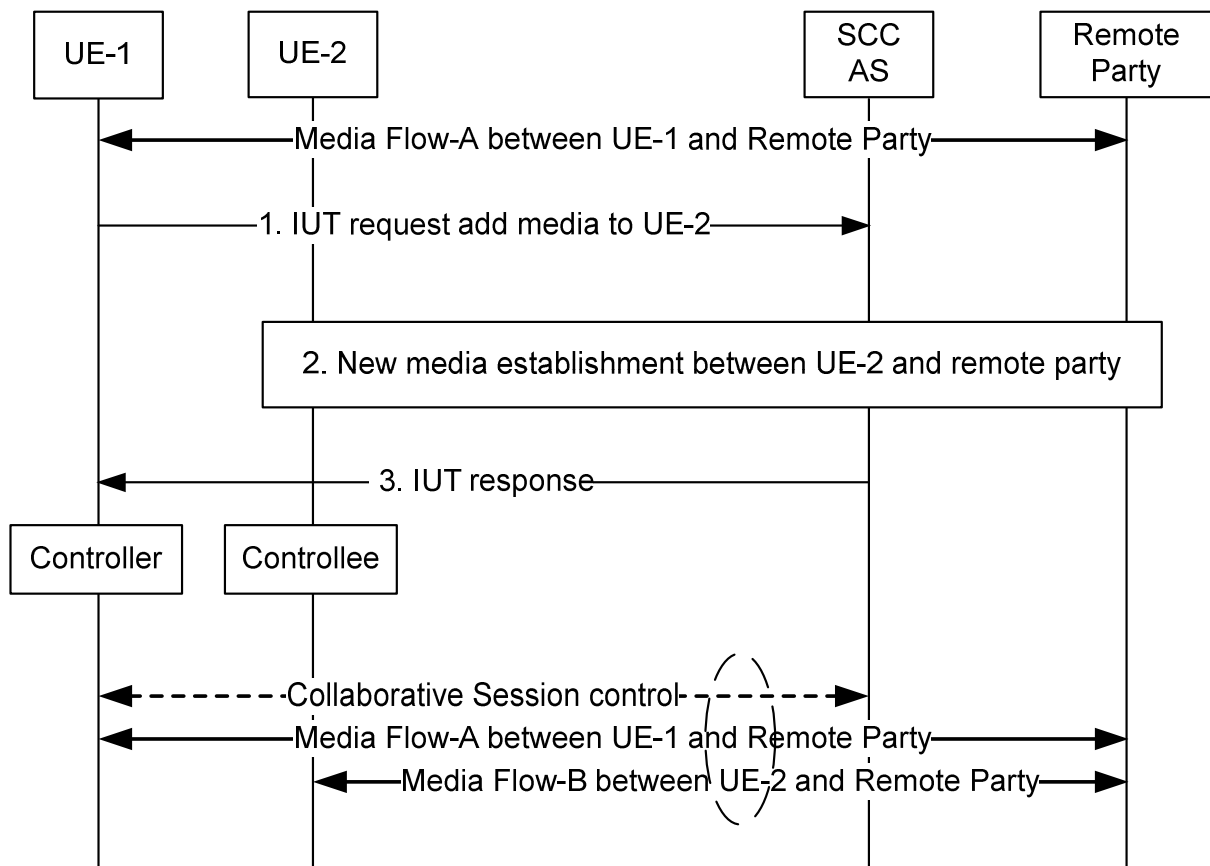 UE-1
UE-2
SCC
AS
Remote
Party
Media Flow-A between UE-1 and Remote Party
1. IUT request add media to UE-2
2. New media establishment between UE-2 and remote party
3. IUT response
Controller
Controllee
Collaborative Session control
Media Flow-A between UE-1 and Remote Party
Media Flow-B between UE-2 and Remote Party